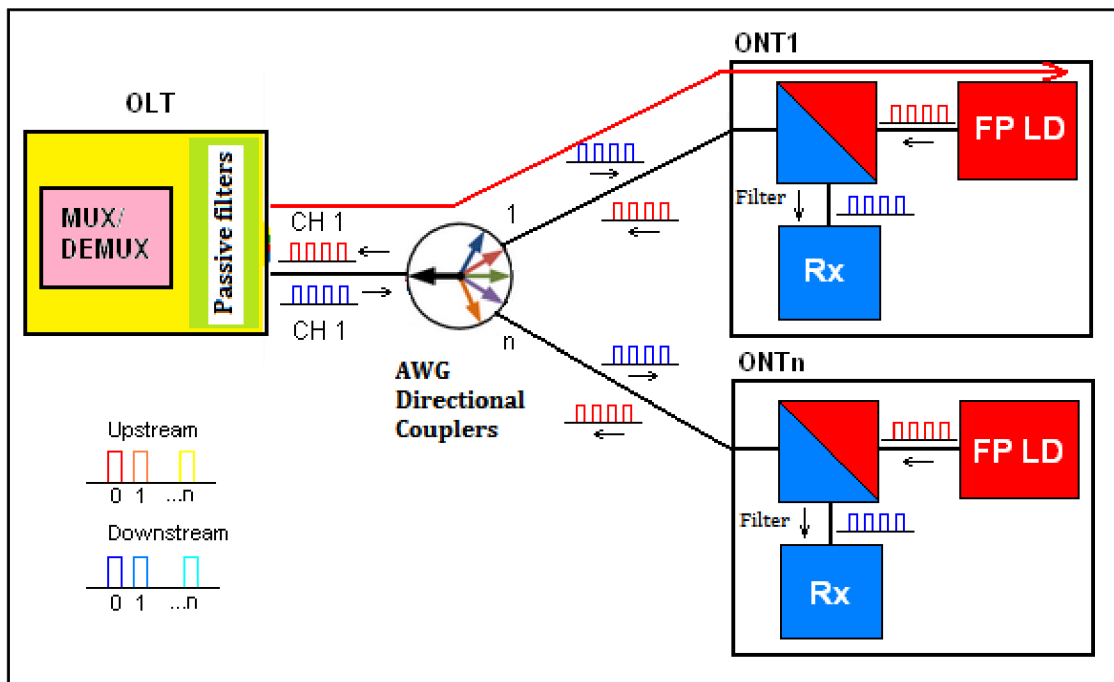 OLT
MUX/
DEMUX
Passive filters
CH 1
CH 1
1
n
AWG
Directional
Couplers
ONT1
FP LD
Filter
Rx
ONTn
FP LD
Filter
Rx
Upstream
0 1 ...n
Downstream
0 1 ...n